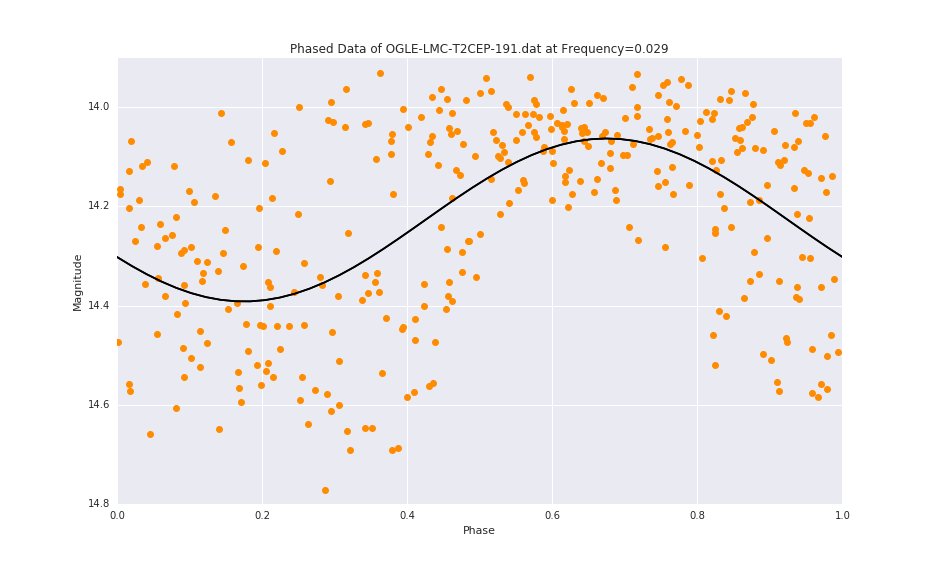 Phased Data of OGLE-LMC-T2CEP-191.dat at Frequency=0.029
14.0
14.2
14.4
14.6
14.8
Magnitude
0.0 0.2 0.4 0.6 0.8 1.0
Phase